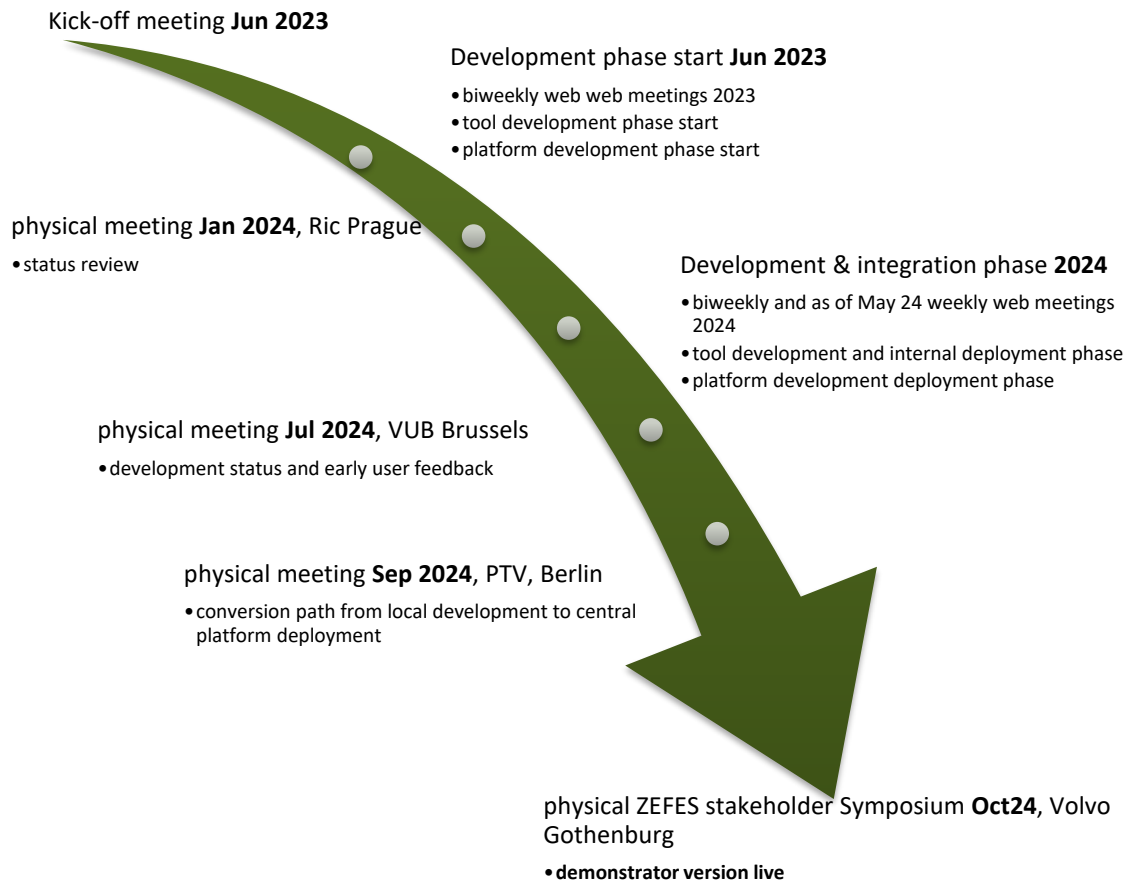 Kick-off meeting Jun 2023
Development phase start Jun 2023
•biweekly web web meetings 2023
•tool development phase start
•platform development phase start
physical meeting Jan 2024, Ric Prague
•status review
Development & integration phase 2024
•biweekly and as of May 24 weekly web meetings
2024
•tool development and internal deployment phase
•platform development deployment phase
physical meeting Jul 2024, VUB Brussels
•development status and early user feedback
physical meeting Sep 2024, PTV, Berlin
•conversion path from local development to central
platform deployment
physical ZEFES stakeholder Symposium Oct24, Volvo
Gothenburg
•demonstrator version live